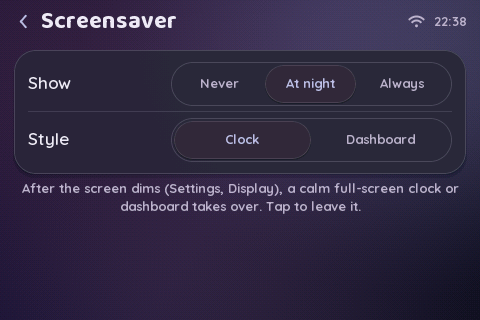 Screensaver
22:38
Show
Never
At night
Always
Style
Clock
Dashboard
After the screen dims (Settings, Display), a calm full-screen clock or
dashboard takes over. Tap to leave it.